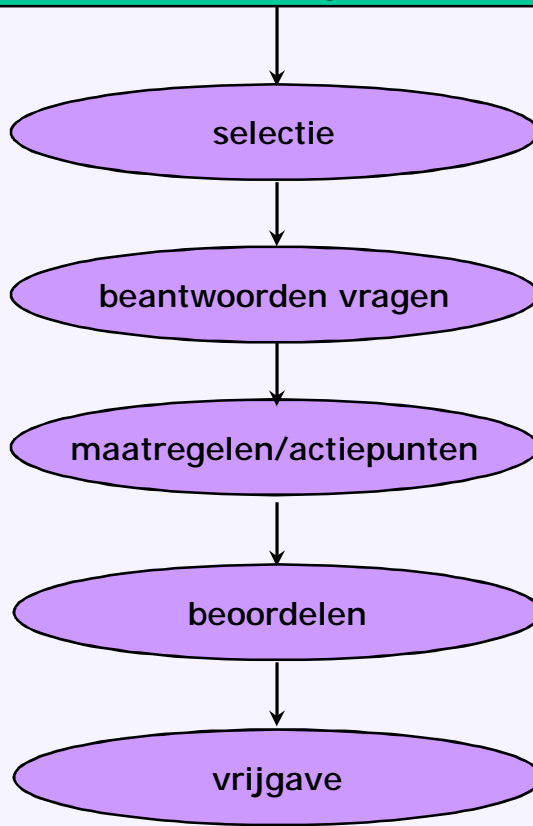 selectie
beantwoorden vragen
maatregelen/actiepunten
beoordelen
vrijgave